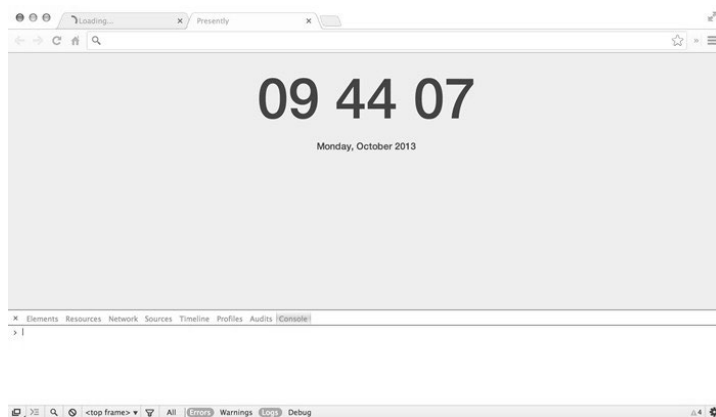 Loading...
Presently
09 44 07
Monday, October 2013
Elements Resources Network Sources Timeline Profiles Audits Console
<top frame> All Errors Warnings Logs Debug
4